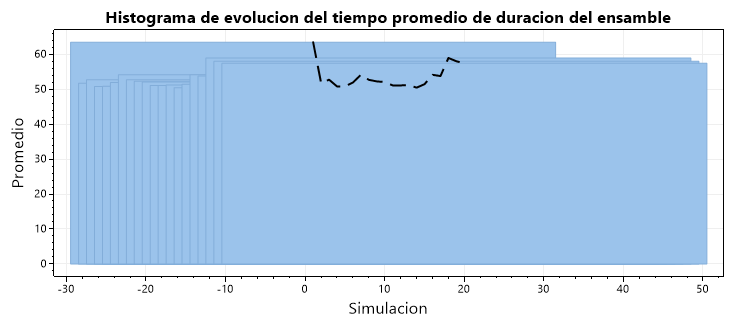 Histograma de evolucion del tiempo promedio de duracion del ensamble
Promedio
60
50
40
30
20
10
0
-30 -20 -10 0 10 20 30 40 50
Simulacion